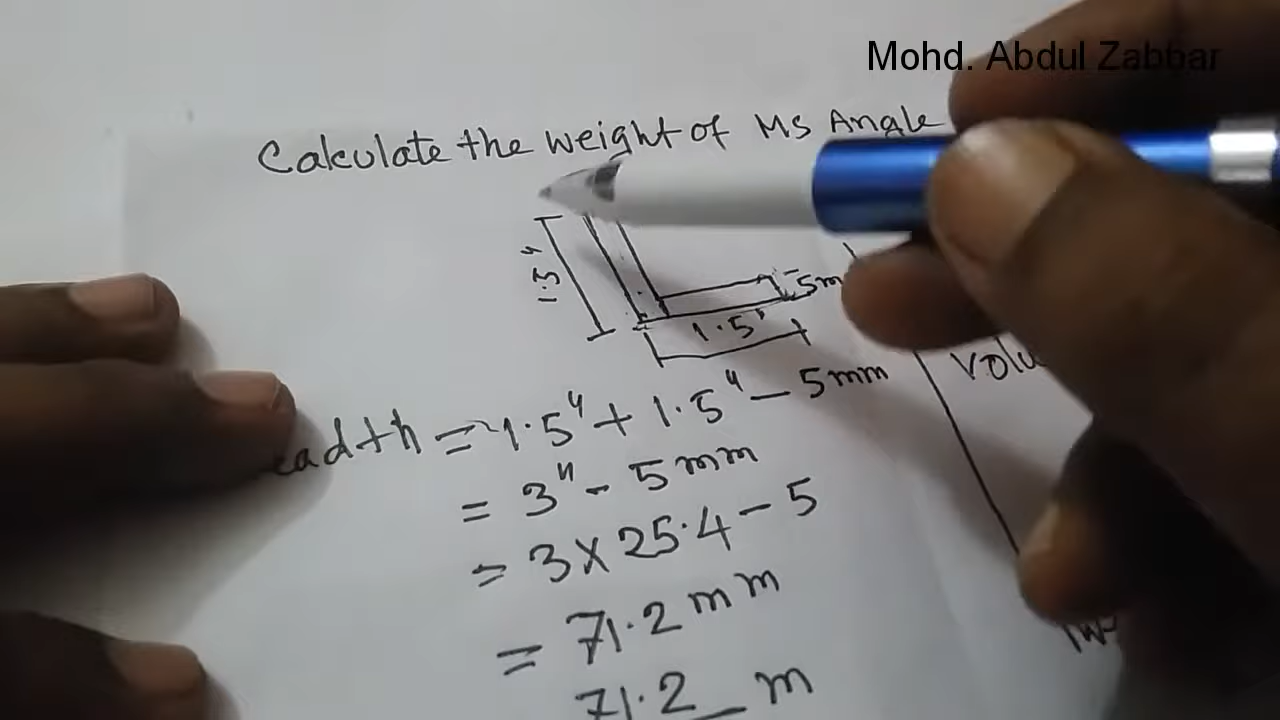 Mohd. Abdul Zabbar
Calculate the weight of MS Angle
1.5"
5m
1.5"
eadth = 1.5" + 1.5" - 5mm
= 3" - 5mm
= 3 X 25.4 - 5
= 71.2 mm
71.2 m
Volu